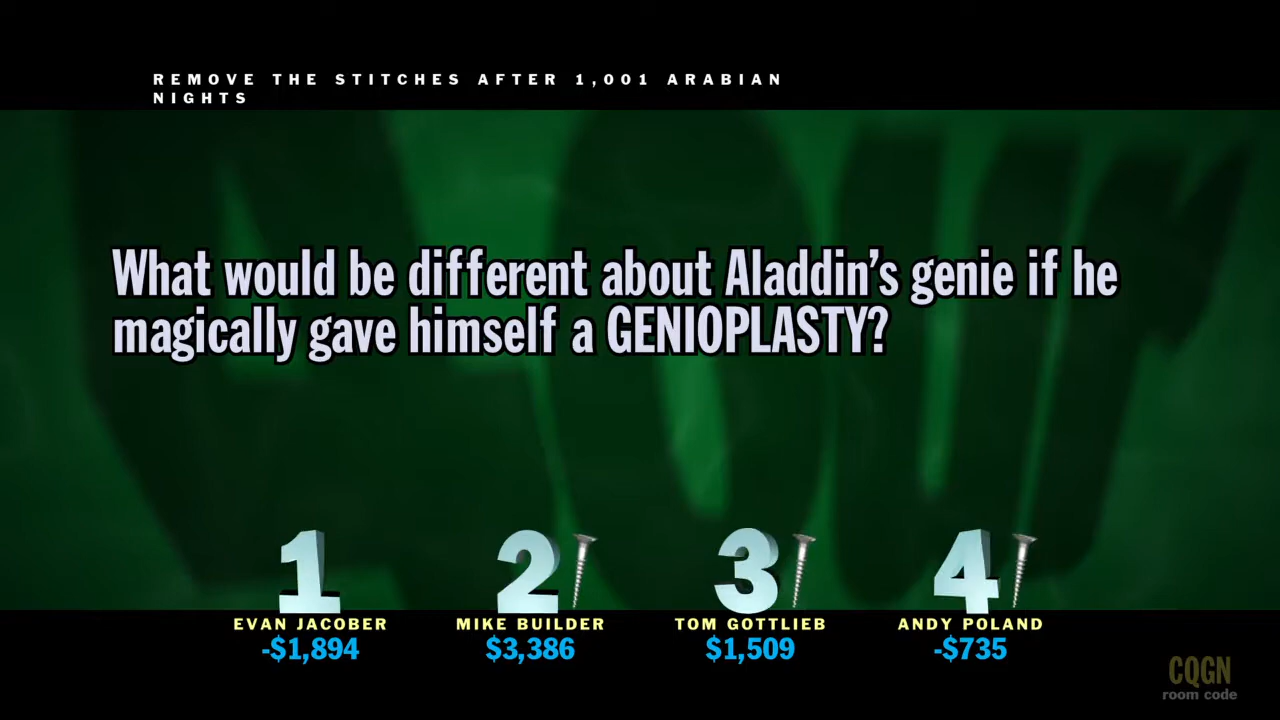 REMOVE THE STITCHES AFTER 1,001 ARABIAN
NIGHTS
What would be different about Aladdin's genie if he
magically gave himself a GENIOPLASTY?
1 2 3 4
EVAN JACOBER MIKE BUILDER TOM GOTTLIEB ANDY POLAND
-$1,894 $3,386 $1,509 -$735
CQGN
room code